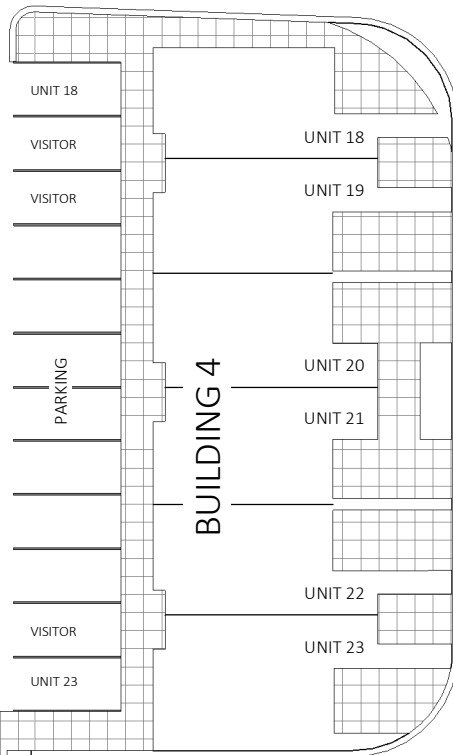 UNIT 18
VISITOR
VISITOR
PARKING
VISITOR
UNIT 23
BUILDING 4
UNIT 18
UNIT 19
UNIT 20
UNIT 21
UNIT 22
UNIT 23